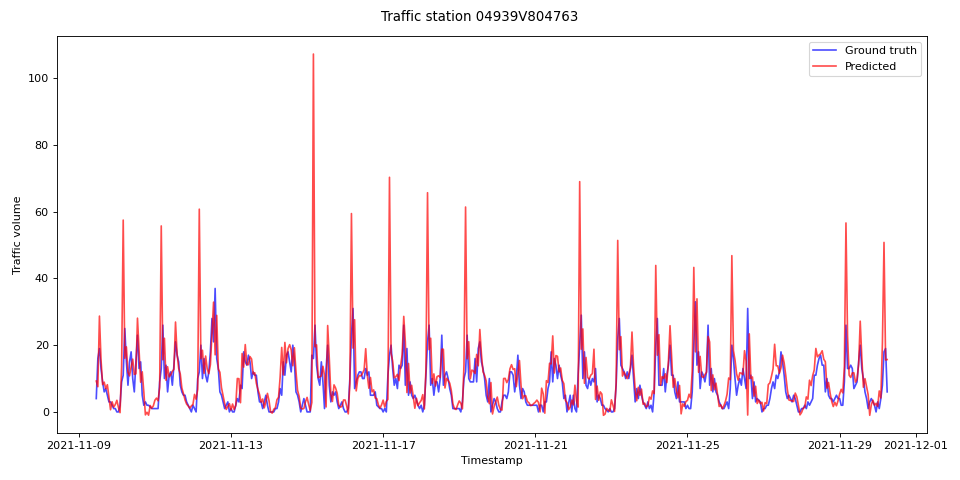 Traffic station 04939V804763
Ground truth
Predicted
Traffic volume
100
80
60
40
20
0
2021-11-09
2021-11-13
2021-11-17
2021-11-21
2021-11-25
2021-11-29
2021-12-01
Timestamp